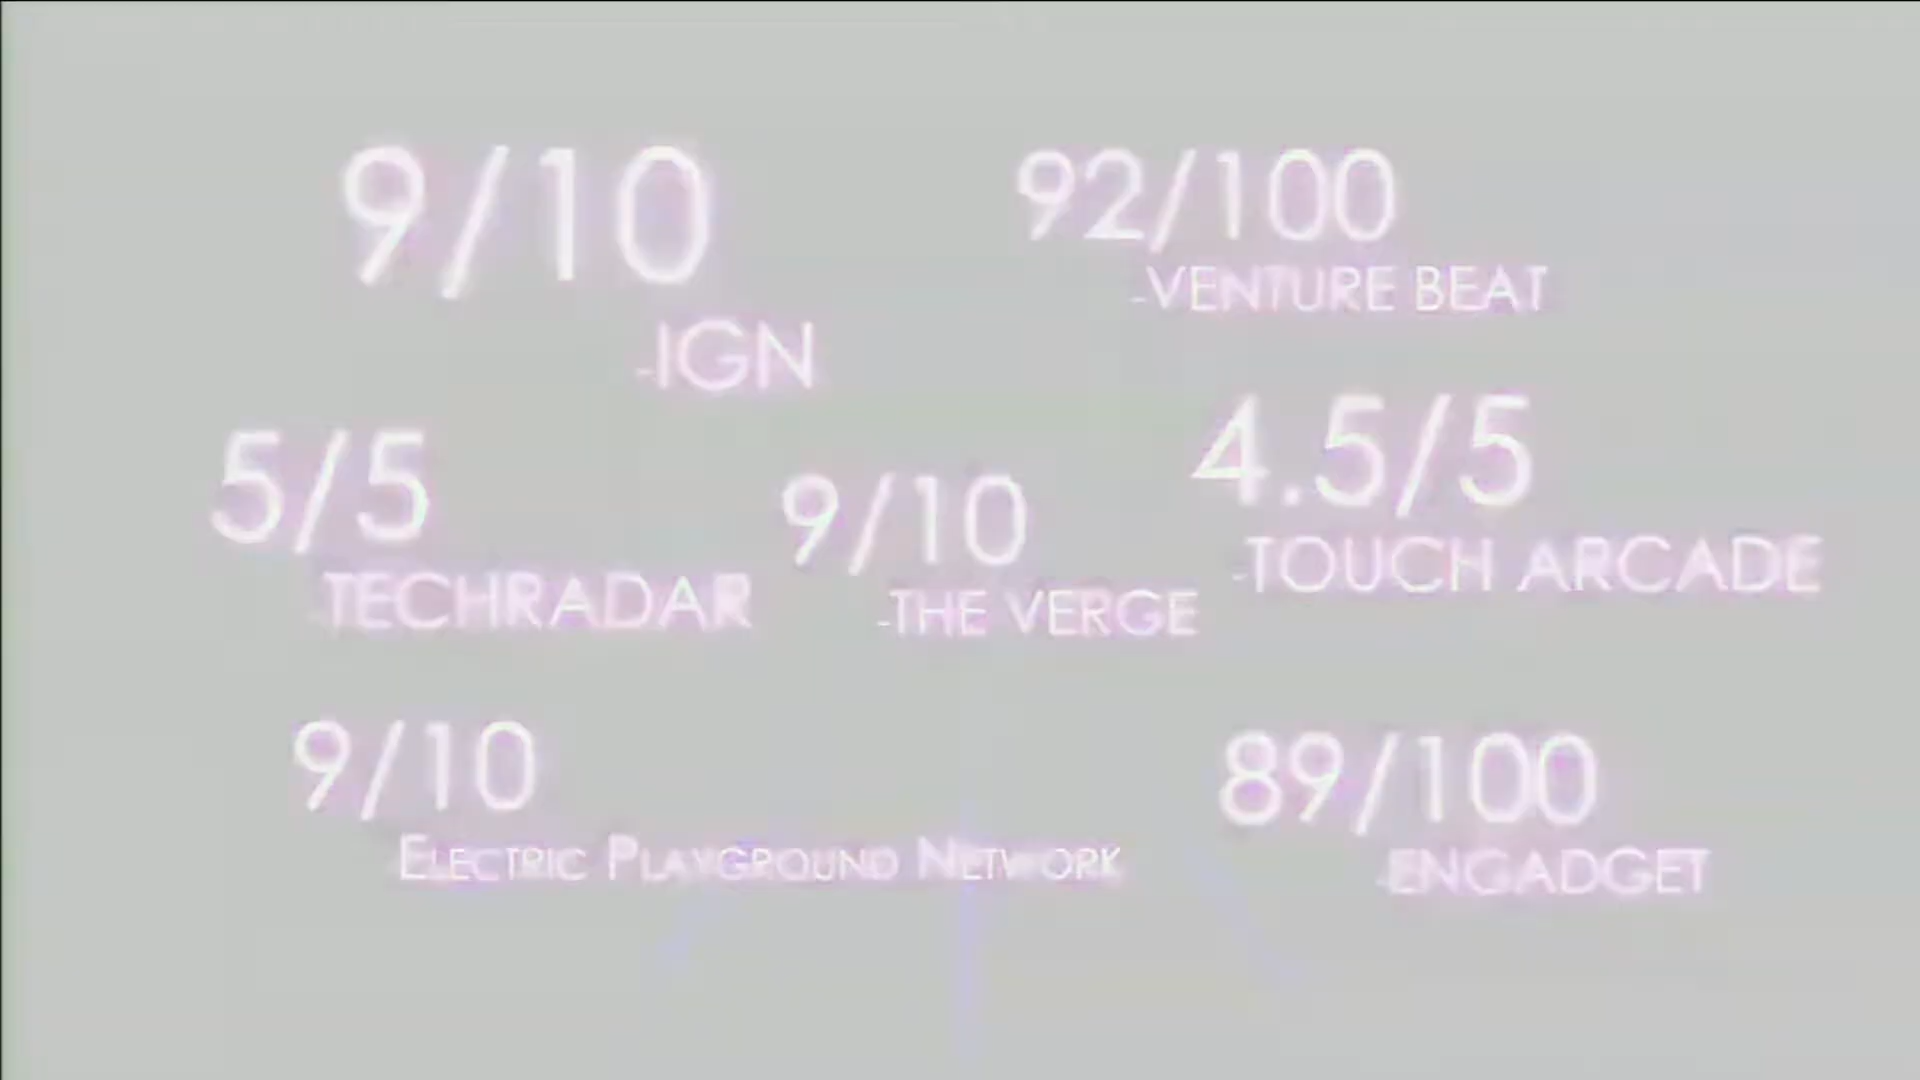 9/10
-IGN
92/100
-VENTURE BEAT
5/5
-TECHRADAR
9/10
-THE VERGE
4.5/5
-TOUCH ARCADE
9/10
-ELECTRIC PLAYGROUND NETWORK
89/100
-ENGADGET